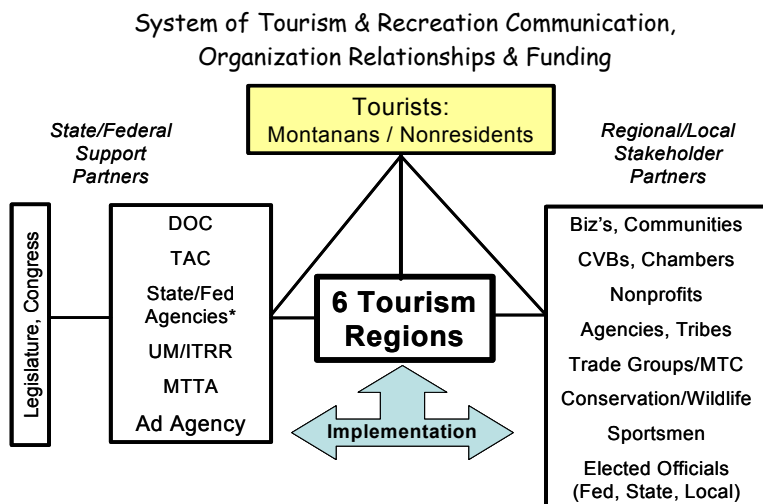 System of Tourism & Recreation Communication,
Organization Relationships & Funding
Tourists:
Montanans / Nonresidents
State/Federal
Support
Partners
Regional/Local
Stakeholder
Partners
Legislature, Congress
DOC
TAC
State/Fed
Agencies*
UM/ITRR
MTTA
Ad Agency
6 Tourism
Regions
Implementation
Biz's, Communities
CVBs, Chambers
Nonprofits
Agencies, Tribes
Trade Groups/MTC
Conservation/Wildlife
Sportsmen
Elected Officials
(Fed, State, Local)